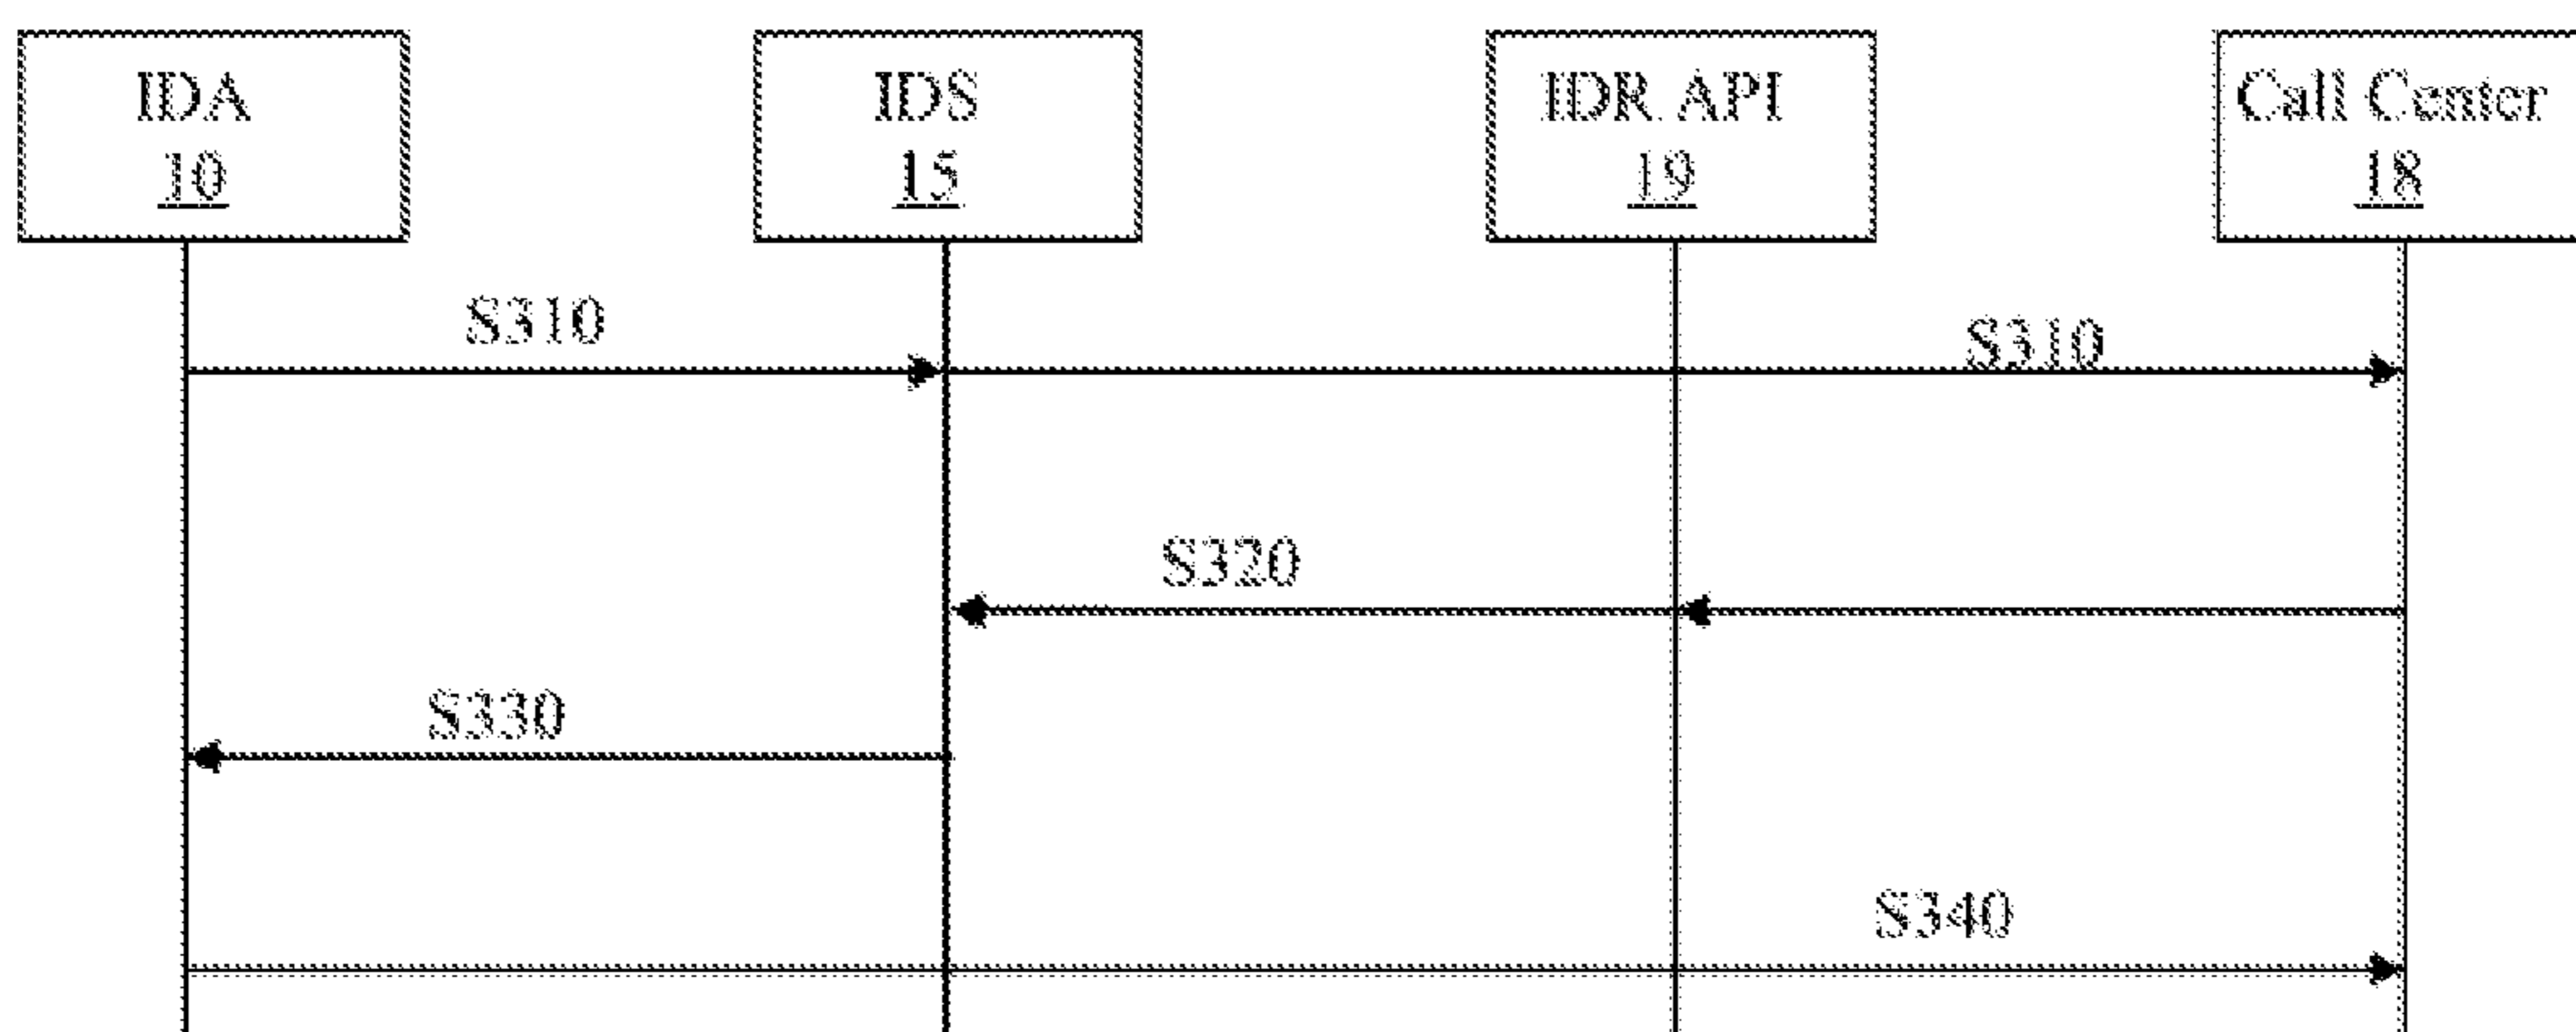 IDA
10
IDS
15
IDR API
19
Call Center
18
S310
S310
S320
S330
S340